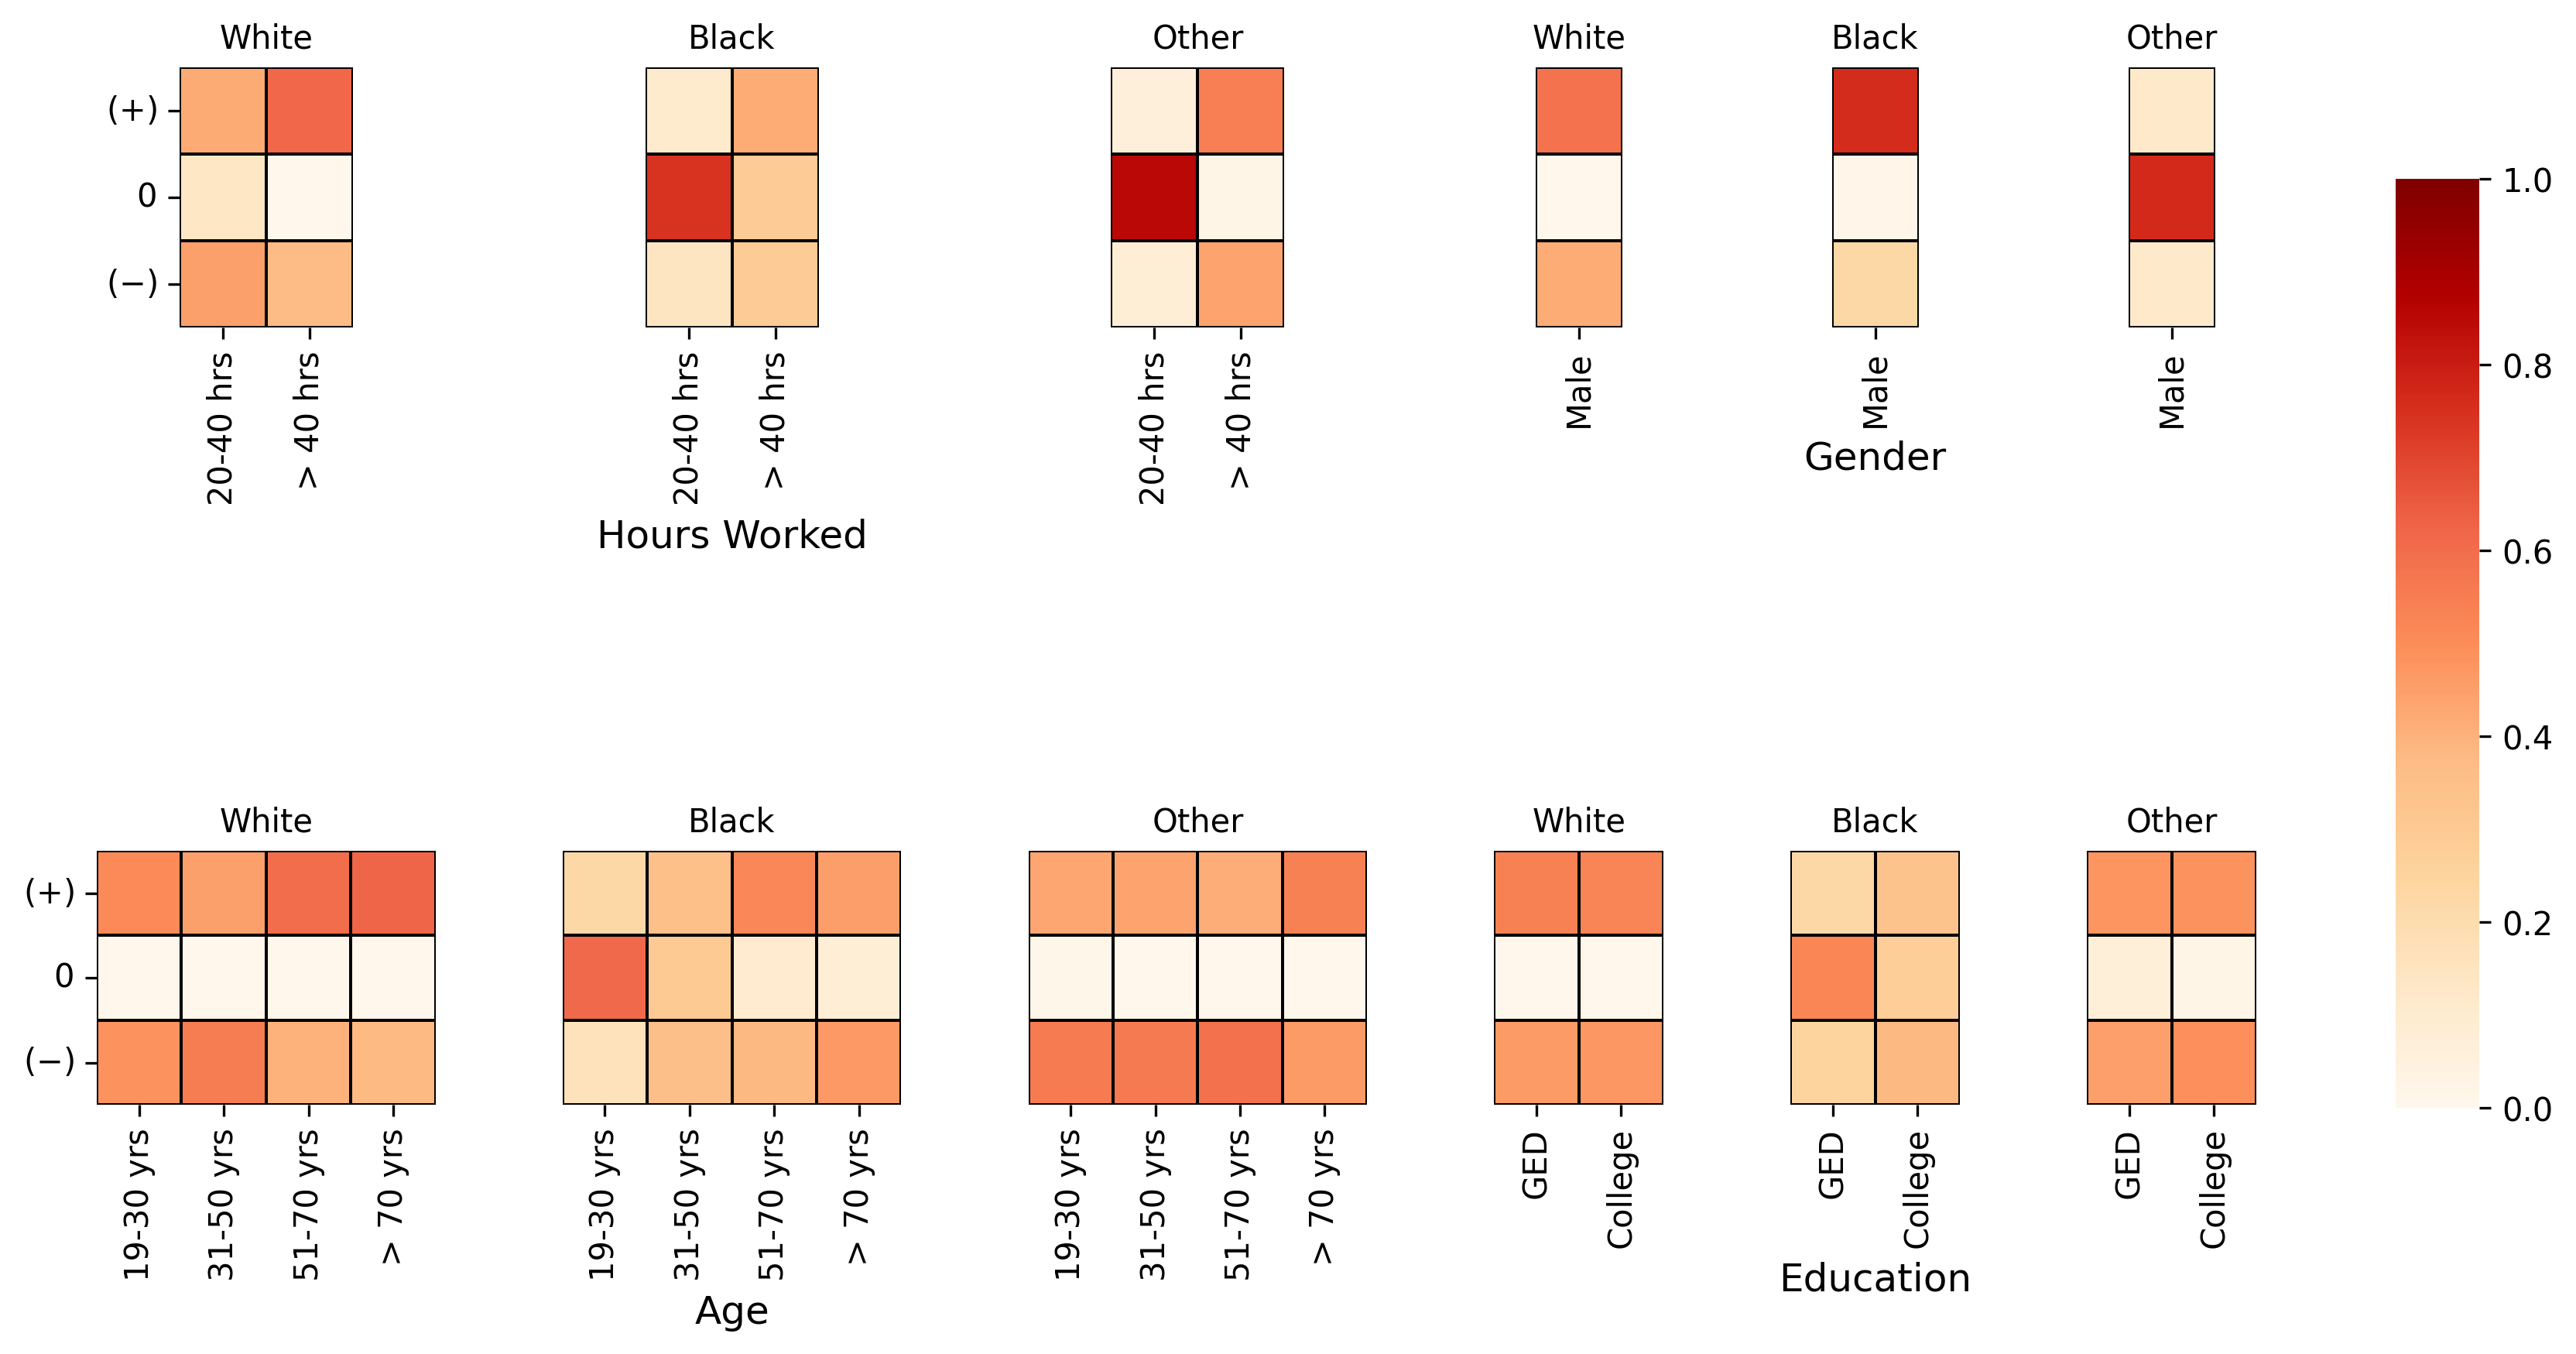 White
Black
Other
White
Black
Other
(+)
0
(−)
20-40 hrs
> 40 hrs
20-40 hrs
> 40 hrs
20-40 hrs
> 40 hrs
Hours Worked
Male
Male
Male
Gender
1.0
0.8
0.6
0.4
0.2
0.0
White
Black
Other
White
Black
Other
(+)
0
(−)
19-30 yrs
31-50 yrs
51-70 yrs
> 70 yrs
19-30 yrs
31-50 yrs
51-70 yrs
> 70 yrs
19-30 yrs
31-50 yrs
51-70 yrs
> 70 yrs
Age
GED
College
GED
College
GED
College
Education